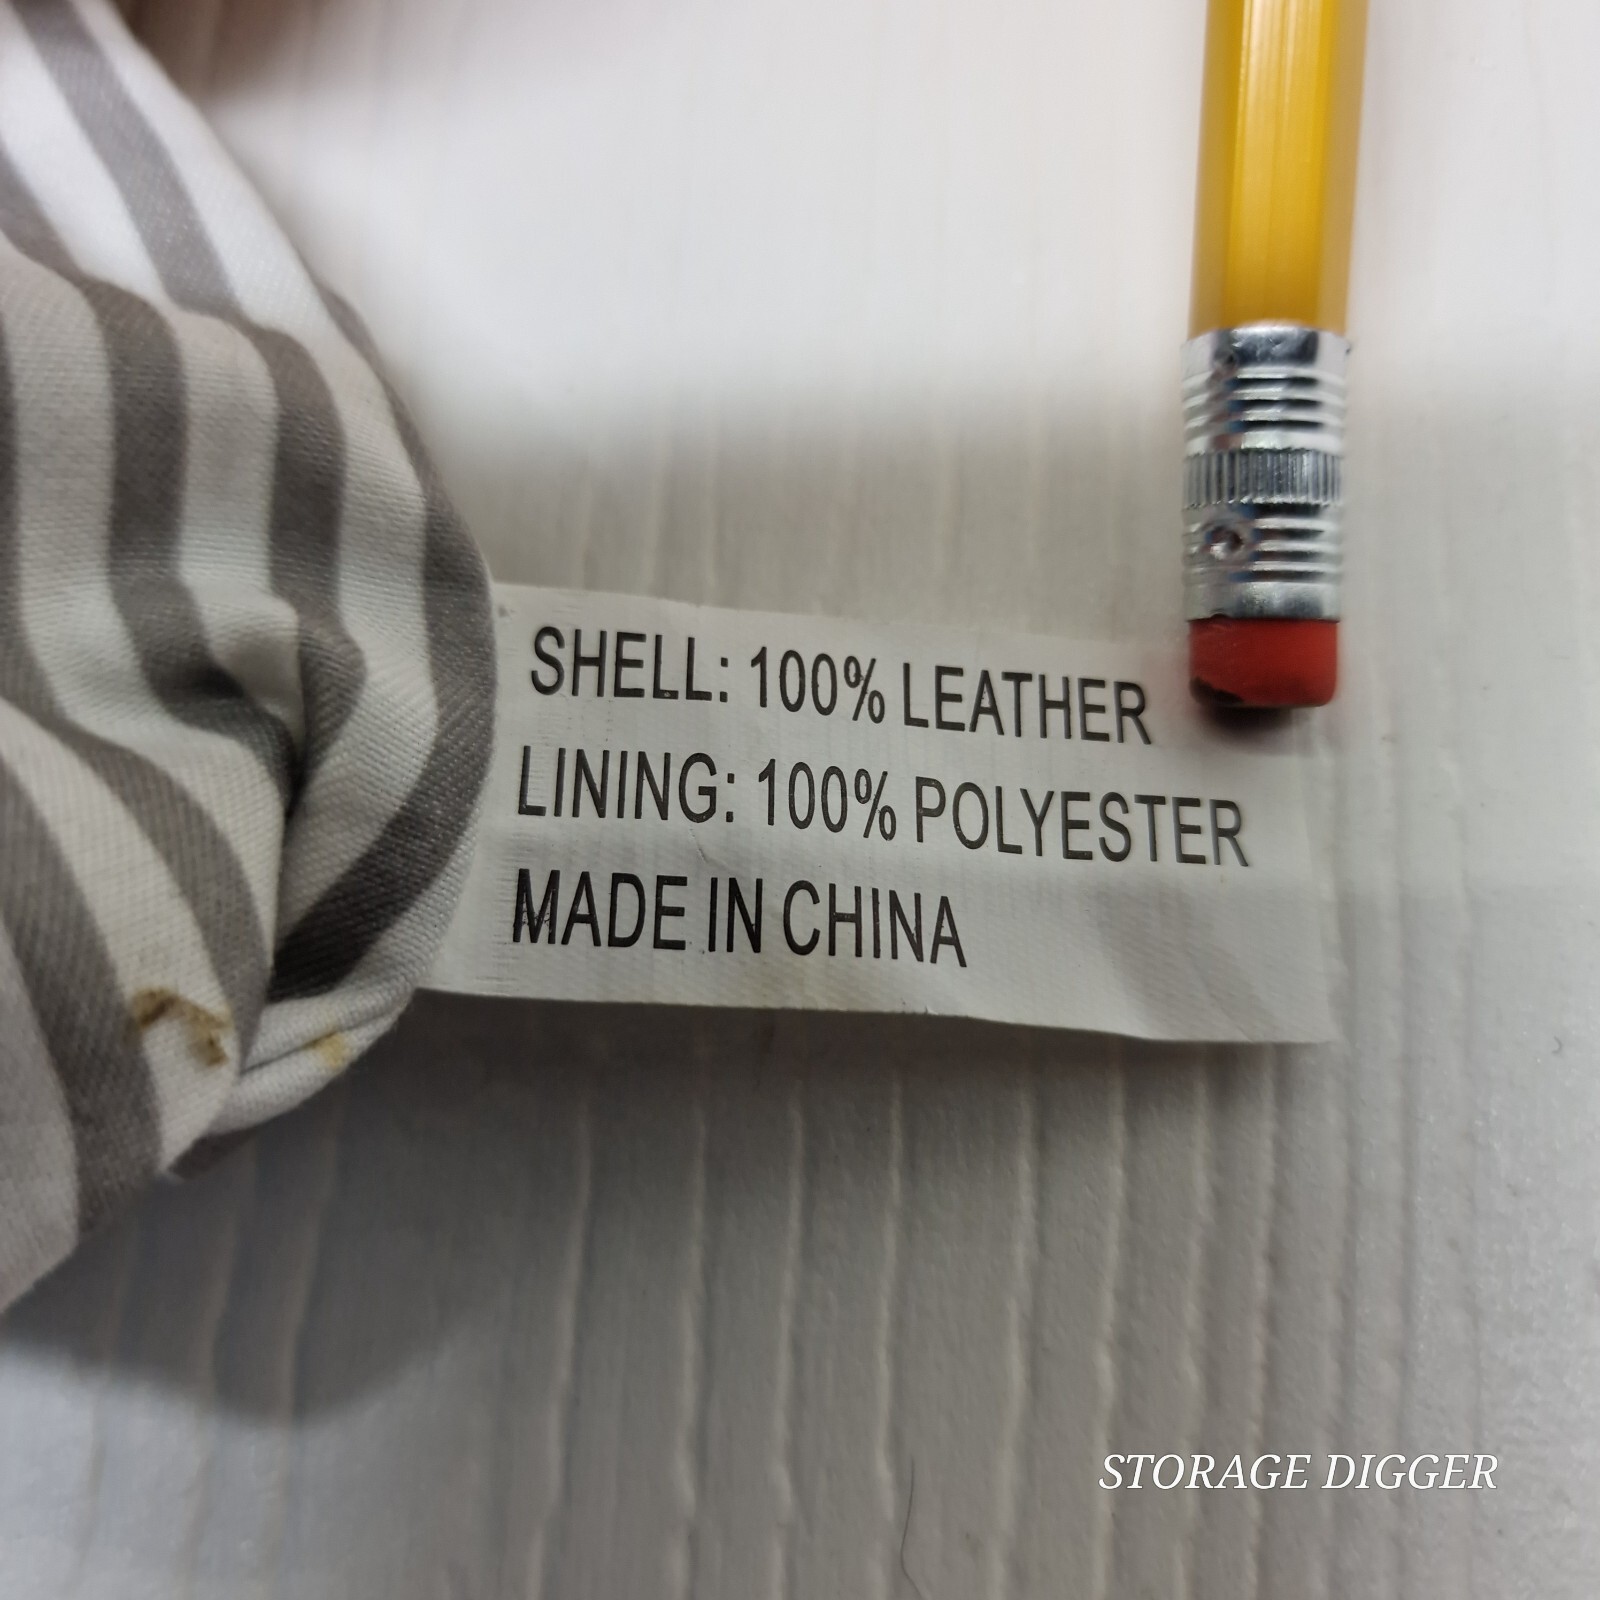 SHELL: 100% LEATHER
LINING: 100% POLYESTER
MADE IN CHINA
STORAGE DIGGER